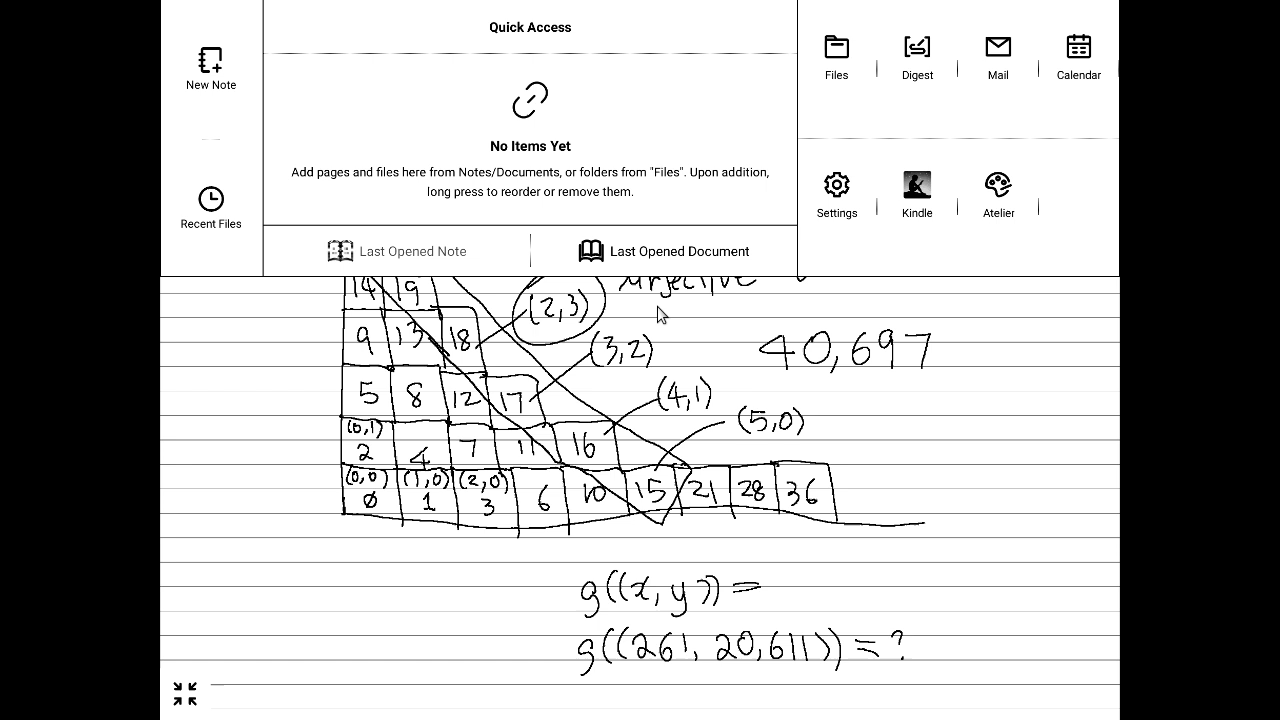 Quick Access
New Note
Files Digest Mail Calendar
No Items Yet
Add pages and files here from Notes/Documents, or folders from "Files". Upon addition,
long press to reorder or remove them.
Recent Files
Settings Kindle Atelier
Last Opened Note Last Opened Document
14 19 (2,3)
9 13 18 (3,2) 40,697
5 8 12 17 (4,1)
(0,1) (5,0)
2 4 7 11 16
(0,0) (1,0) (2,0)
0 1 3 6 10 15 21 28 36
g((x,y)) =
g((261, 20,611)) = ?